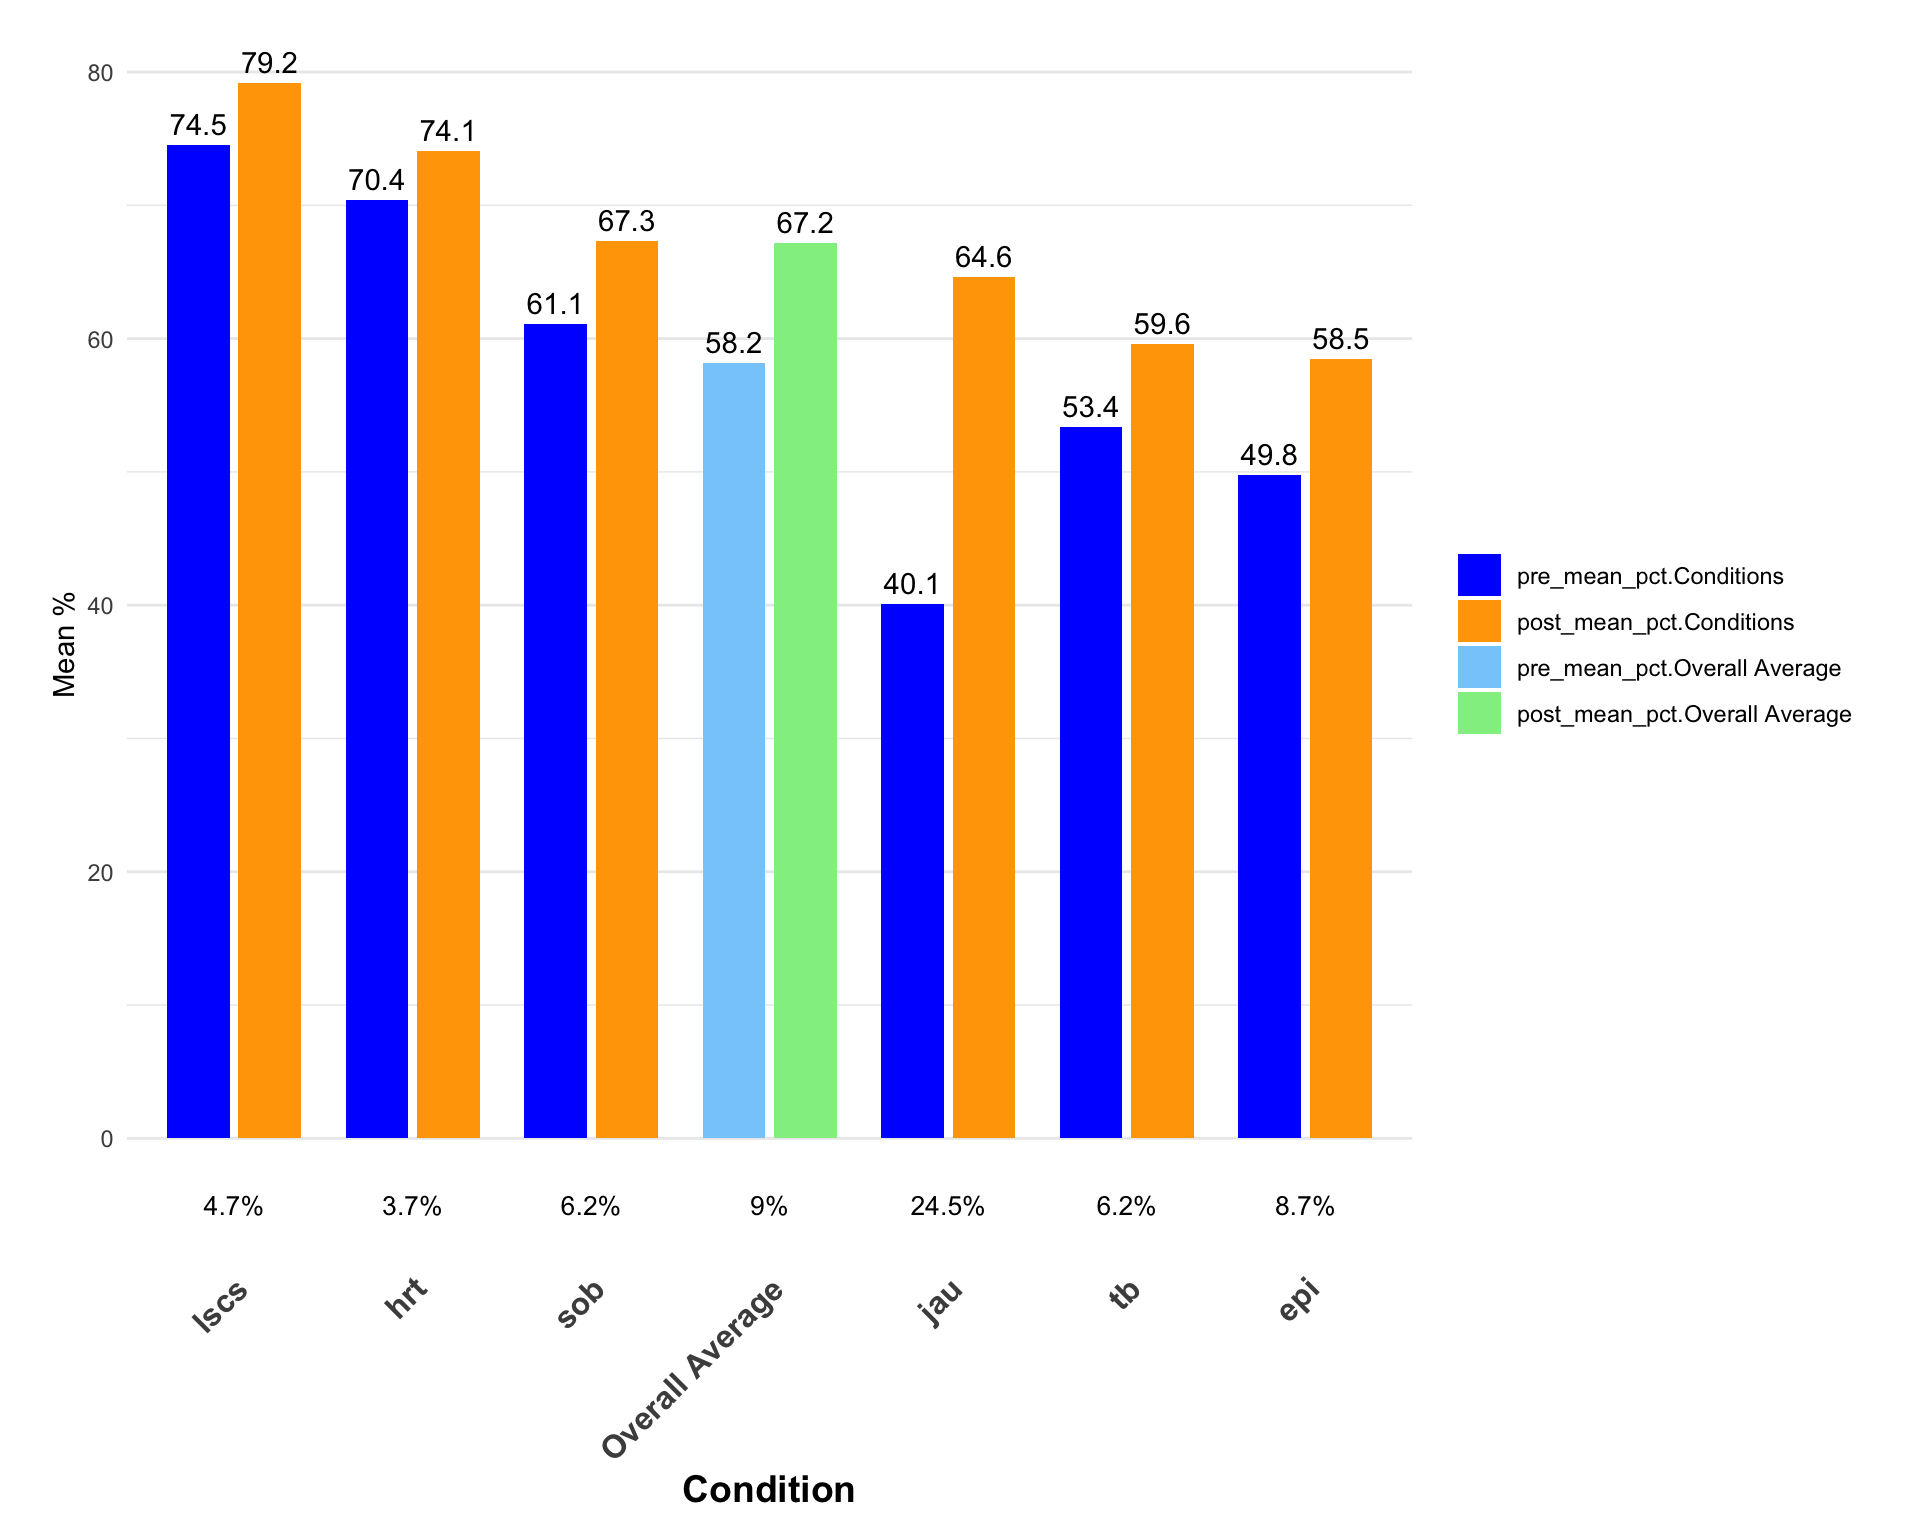 79.2
80
74.5
74.1
70.4
67.3
67.2
64.6
61.1
60
58.2
59.6
58.5
53.4
49.8
40.1
Mean %
40
20
0
pre_mean_pct.Conditions
post_mean_pct.Conditions
pre_mean_pct.Overall Average
post_mean_pct.Overall Average
4.7% 3.7% 6.2% 9% 24.5% 6.2% 8.7%
lscs hrt sob Overall Average jau tb epi
Condition